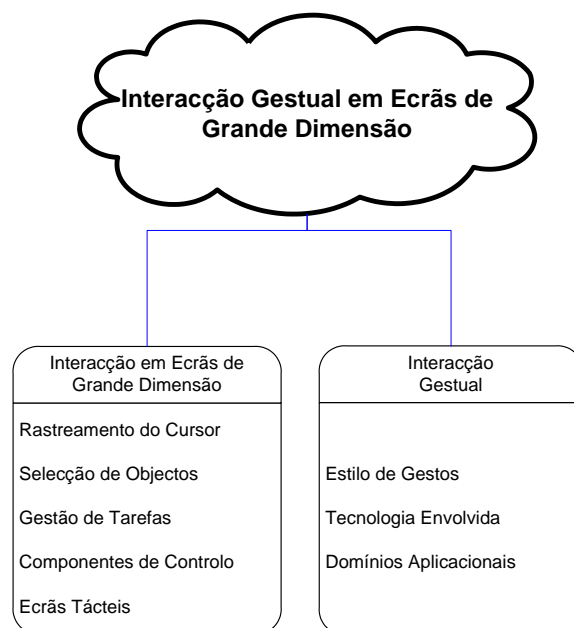 Interacção Gestual em Ecrãs de
Grande Dimensão
Interacção em Ecrãs de
Grande Dimensão
Rastreamento do Cursor
Selecção de Objectos
Gestão de Tarefas
Componentes de Controlo
Ecrãs Tácteis
Interacção
Gestual
Estilo de Gestos
Tecnologia Envolvida
Domínios Aplicacionais